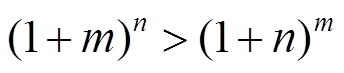 (1+m)ⁿ > (1+n)ᵐ